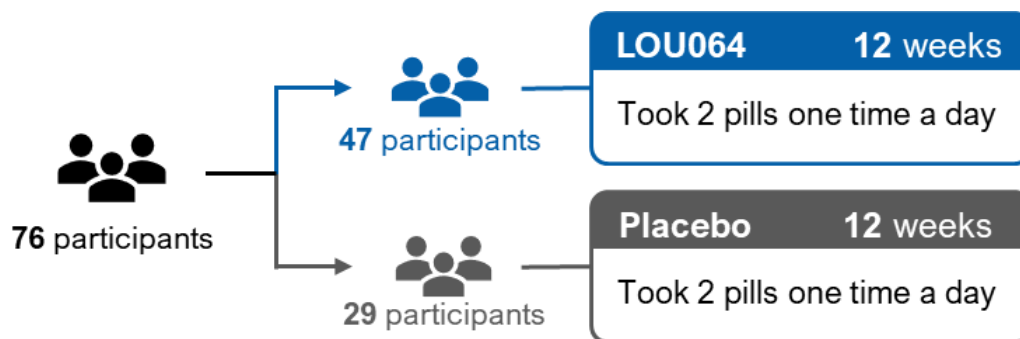 76 participants
47 participants
LOU064 12 weeks
Took 2 pills one time a day
29 participants
Placebo 12 weeks
Took 2 pills one time a day